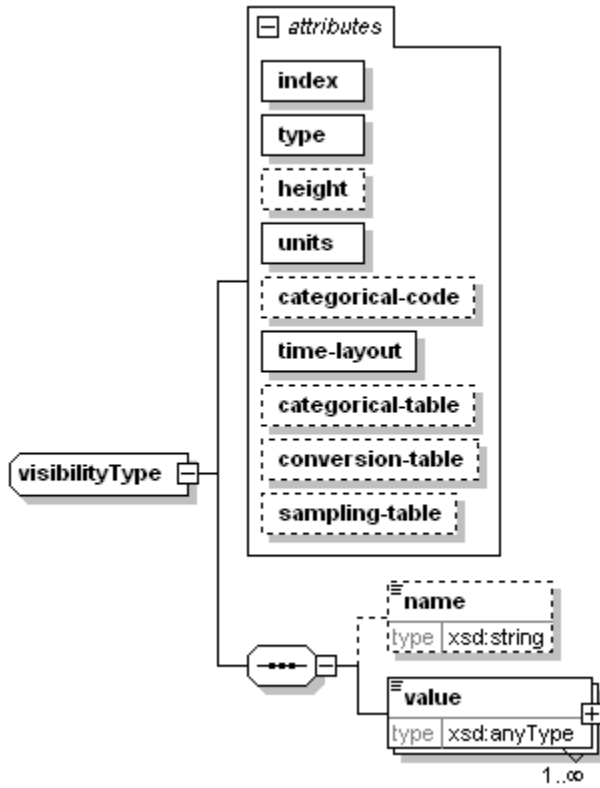 attributes
index
type
height
units
categorical-code
time-layout
categorical-table
conversion-table
sampling-table
visibilityType
name
type xsd:string
value
type xsd:anyType
1..∞